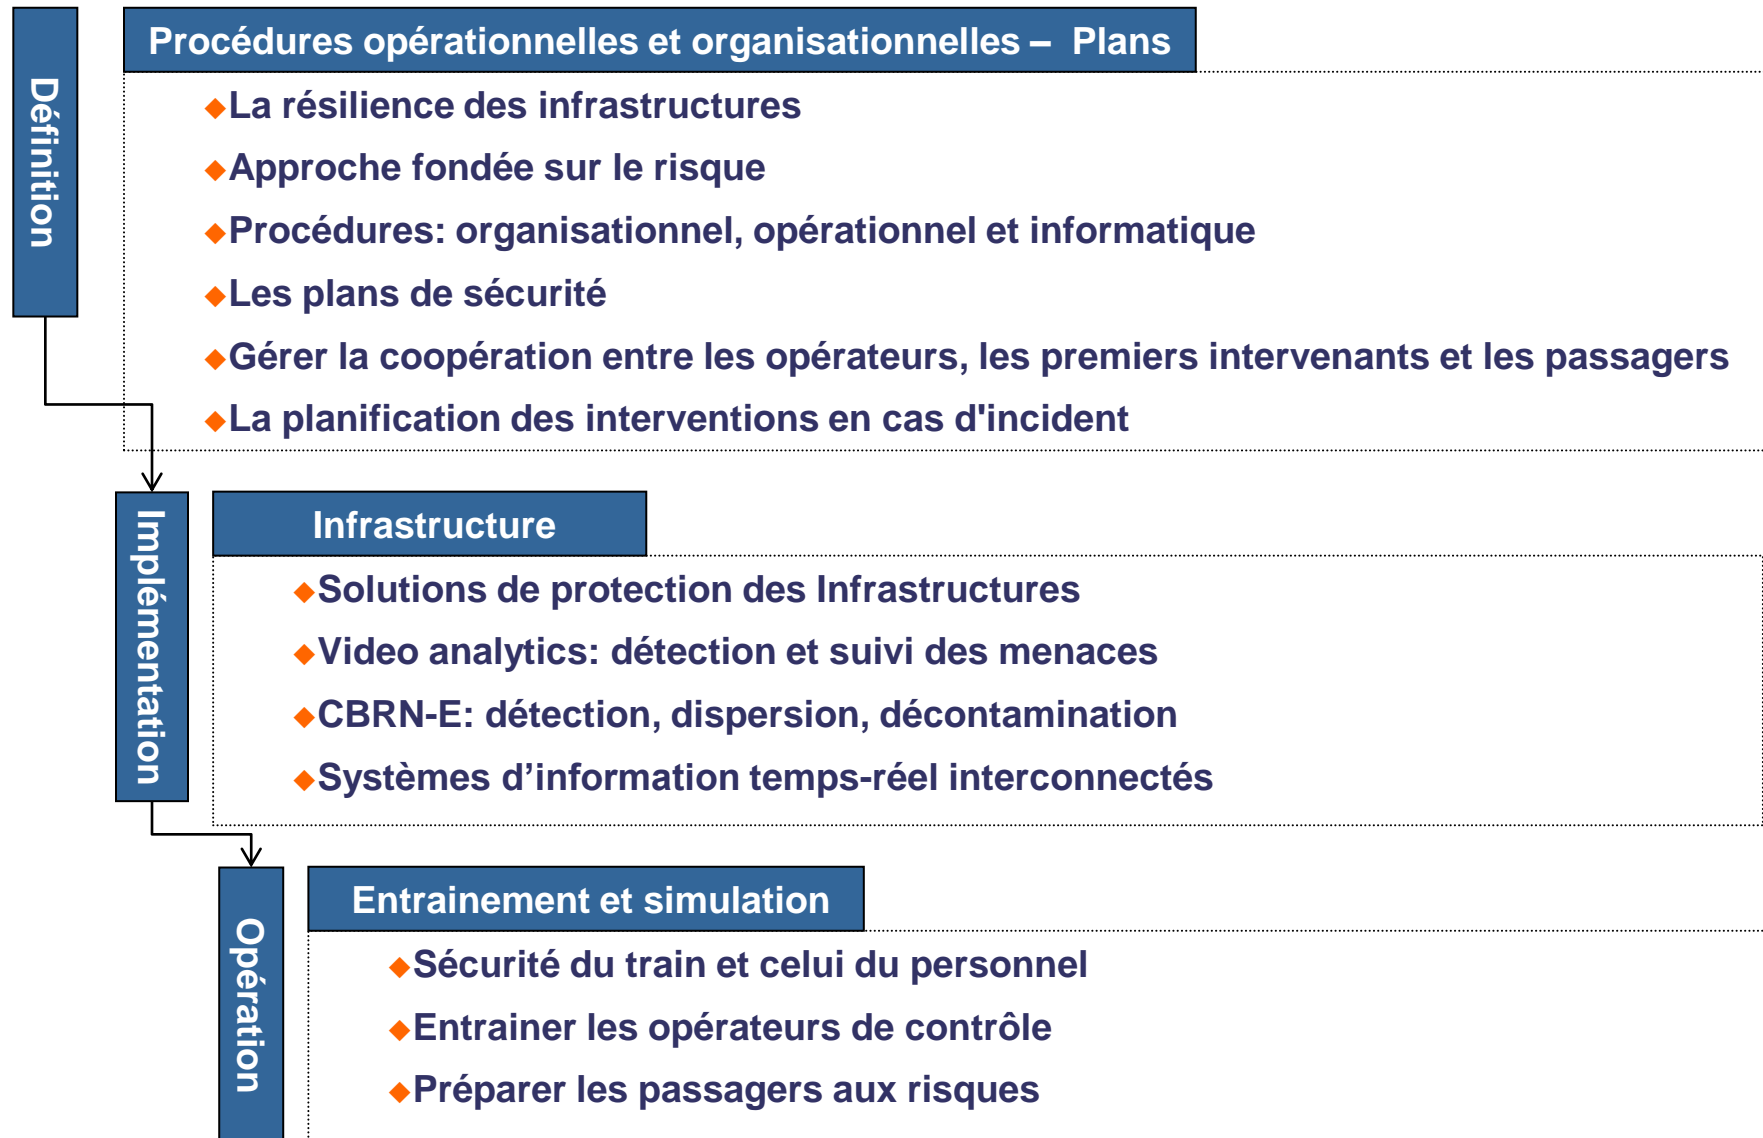 Définition
Procédures opérationnelles et organisationnelles – Plans
◆La résilience des infrastructures
◆Approche fondée sur le risque
◆Procédures: organisationnel, opérationnel et informatique
◆Les plans de sécurité
◆Gérer la coopération entre les opérateurs, les premiers intervenants et les passagers
◆La planification des interventions en cas d'incident
Implémentation
Infrastructure
◆Solutions de protection des Infrastructures
◆Video analytics: détection et suivi des menaces
◆CBRN-E: détection, dispersion, décontamination
◆Systèmes d’information temps-réel interconnectés
Opération
Entrainement et simulation
◆Sécurité du train et celui du personnel
◆Entrainer les opérateurs de contrôle
◆Préparer les passagers aux risques